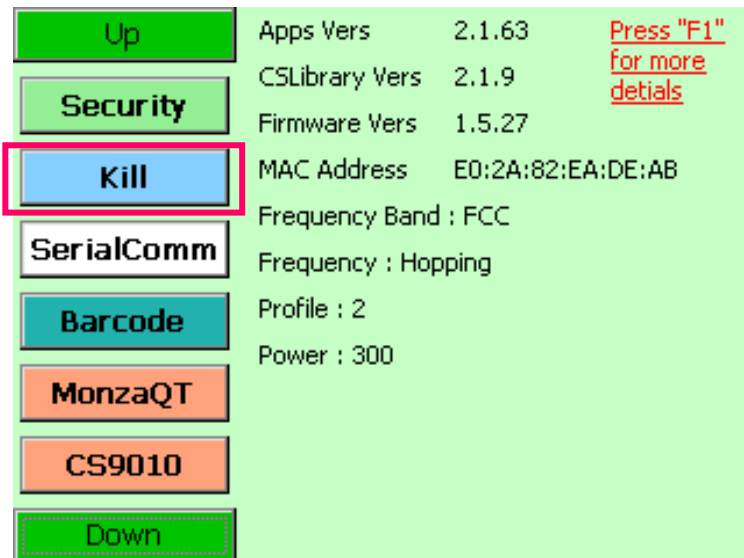 Up
Security
Kill
SerialComm
Barcode
MonzaQT
CS9010
Down
Apps Vers 2.1.63
CSLibrary Vers 2.1.9
Firmware Vers 1.5.27
MAC Address E0:2A:82:EA:DE:AB
Frequency Band : FCC
Frequency : Hopping
Profile : 2
Power : 300
Press "F1"
for more
detials